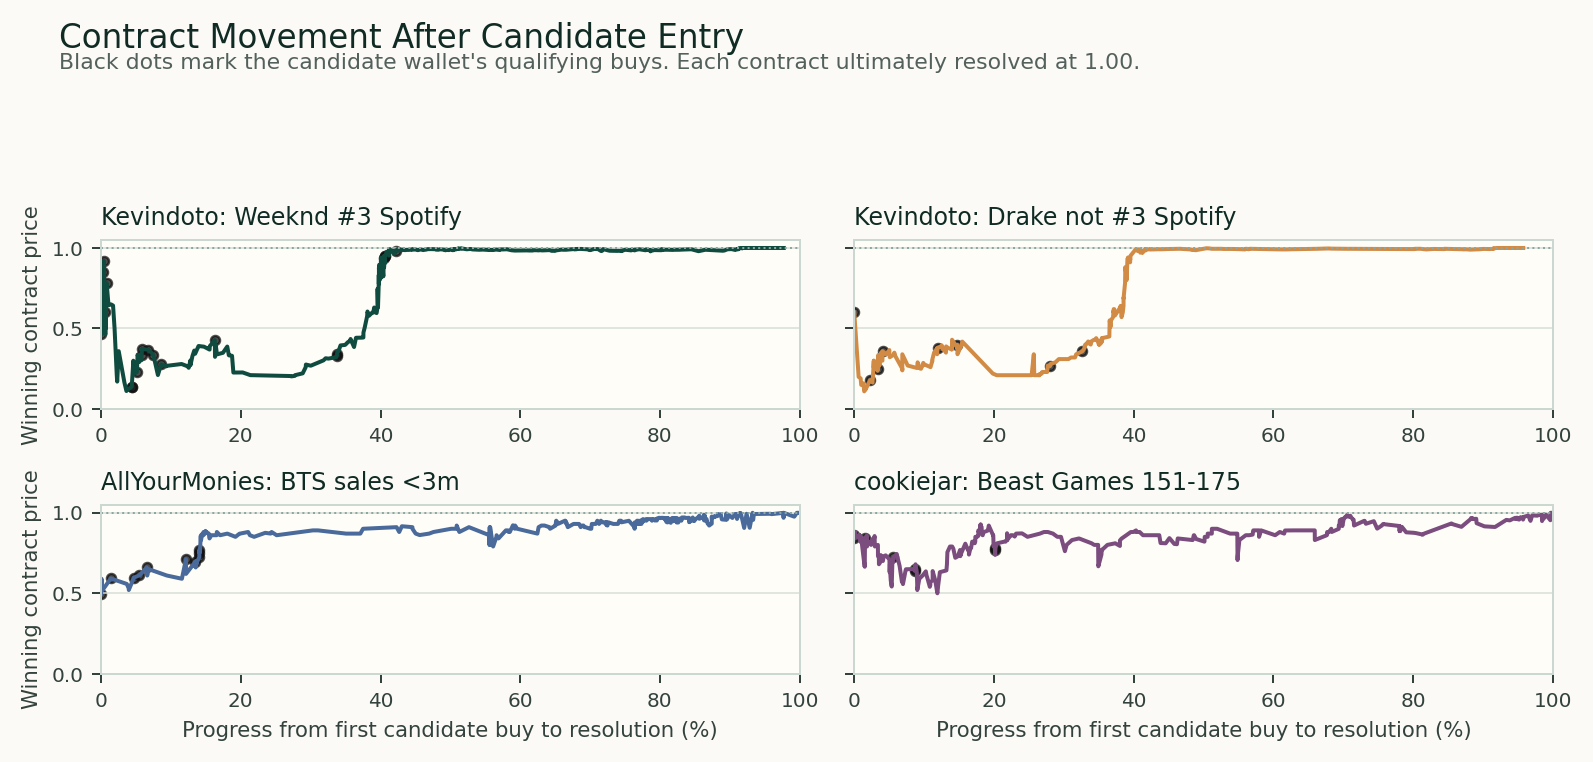 Contract Movement After Candidate Entry
Black dots mark the candidate wallet's qualifying buys. Each contract ultimately resolved at 1.00.
Kevindoto: Weeknd #3 Spotify
Winning contract price
1.0
0.5
0.0
0 20 40 60 80 100
Kevindoto: Drake not #3 Spotify
0 20 40 60 80 100
AllYourMonies: BTS sales <3m
Winning contract price
1.0
0.5
0.0
0 20 40 60 80 100
Progress from first candidate buy to resolution (%)
cookiejar: Beast Games 151-175
0 20 40 60 80 100
Progress from first candidate buy to resolution (%)